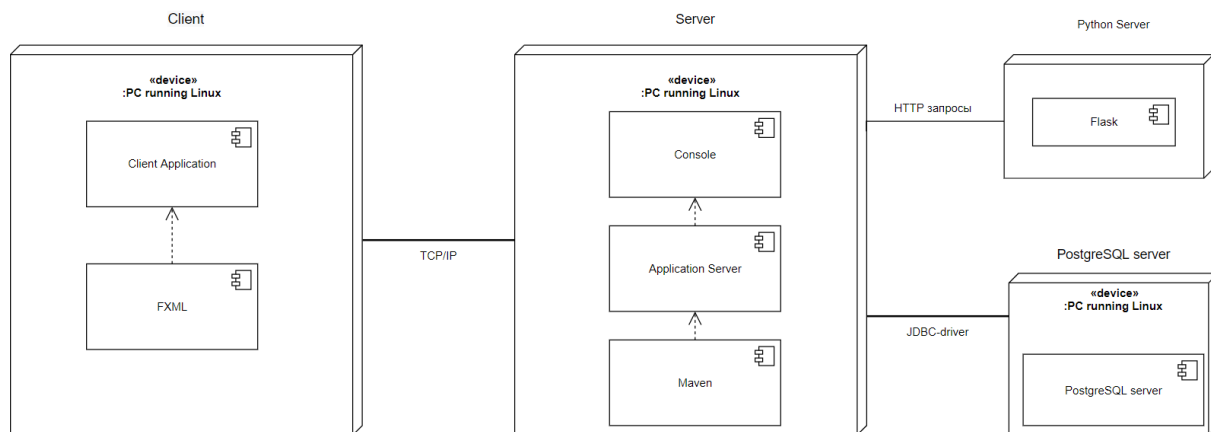 Client
«device»
:PC running Linux
Client Application
FXML
TCP/IP
Server
«device»
:PC running Linux
Console
Application Server
Maven
HTTP запросы
Python Server
Flask
JDBC-driver
PostgreSQL server
«device»
:PC running Linux
PostgreSQL server